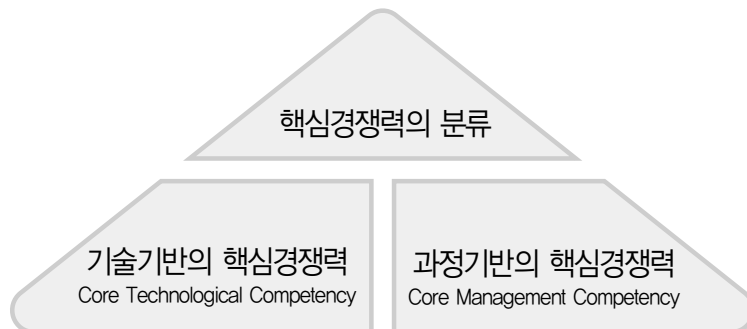 핵심경쟁력의 분류
기술기반의 핵심경쟁력
Core Technological Competency
과정기반의 핵심경쟁력
Core Management Competency